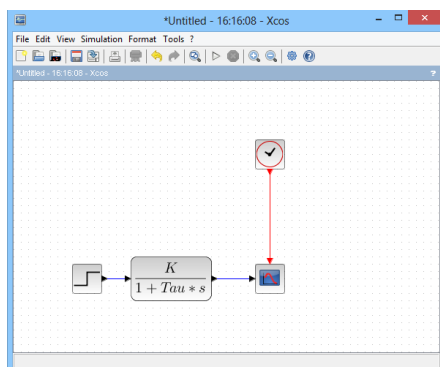 *Untitled - 16:16:08 - Xcos
File Edit View Simulation Format Tools ?
*Untitled - 16:16:08 - Xcos ?
K
1 + Tau * s